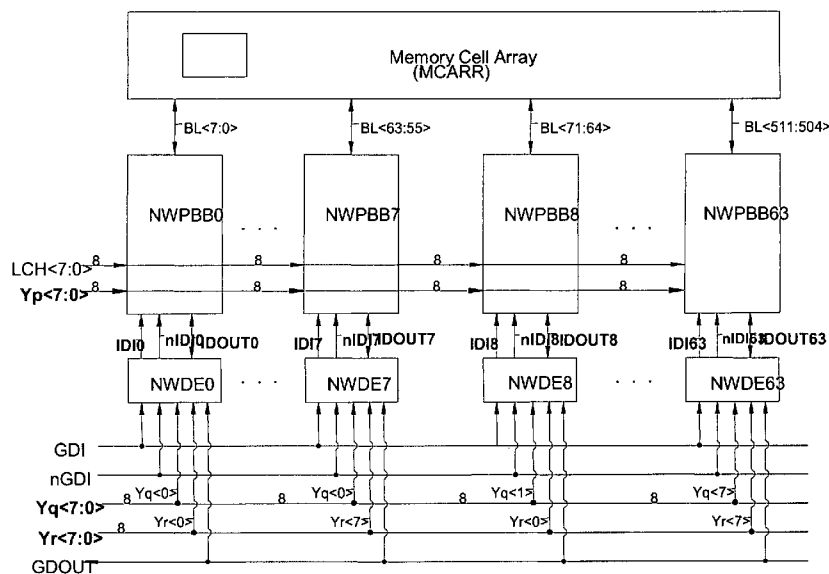 Memory Cell Array
(MCARR)
BL<7:0>
BL<63:55>
BL<71:64>
BL<511:504>
NWPBB0
. . .
NWPBB7
NWPBB8
. . .
NWPBB63
LCH<7:0>
8
8
8
8
8
Yp<7:0>
8
8
8
8
8
IDI0
nIDI0
IDOUT0
IDI7
nIDI7
IDOUT7
IDI8
nIDI8
IDOUT8
IDI63
nIDI63
IDOUT63
NWDE0
. . .
NWDE7
NWDE8
. . .
NWDE63
GDI
nGDI
Yq<7:0>
8
Yq<0>
8
Yq<0>
8
Yq<1>
8
Yq<7>
Yr<7:0>
8
Yr<0>
Yr<7>
Yr<0>
Yr<7>
GDOUT